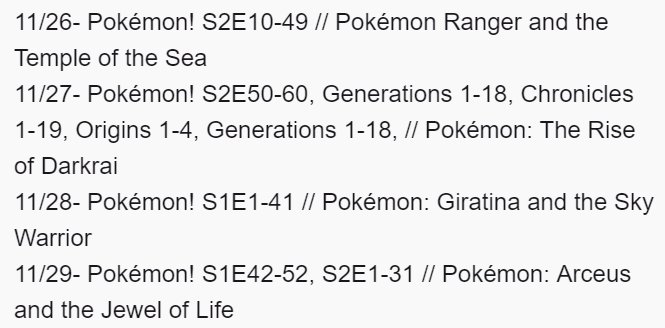 11/26- Pokémon! S2E10-49 // Pokémon Ranger and the
Temple of the Sea
11/27- Pokémon! S2E50-60, Generations 1-18, Chronicles
1-19, Origins 1-4, Generations 1-18, // Pokémon: The Rise
of Darkrai
11/28- Pokémon! S1E1-41 // Pokémon: Giratina and the Sky
Warrior
11/29- Pokémon! S1E42-52, S2E1-31 // Pokémon: Arceus
and the Jewel of Life